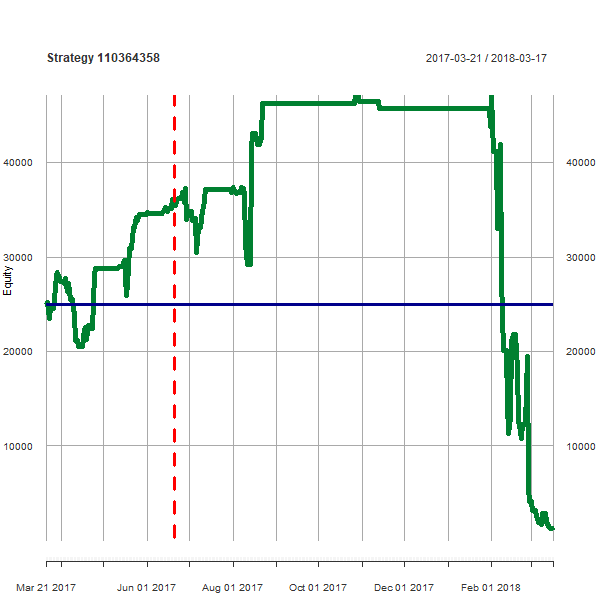 Strategy 110364358 2017-03-21 / 2018-03-17
40000 40000
30000 30000
Equity
20000 20000
10000 10000
Mar 21 2017 Jun 01 2017 Aug 01 2017 Oct 01 2017 Dec 01 2017 Feb 01 2018